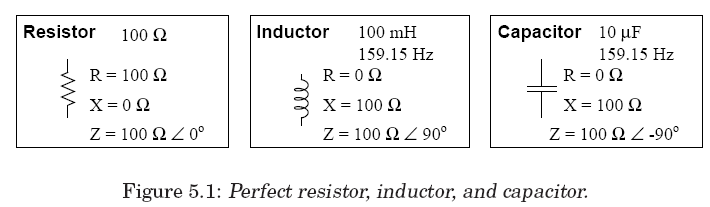 Resistor 100 Ω
R = 100 Ω
X = 0 Ω
Z = 100 Ω ∠ 0°
Inductor 100 mH
159.15 Hz
R = 0 Ω
X = 100 Ω
Z = 100 Ω ∠ 90°
Capacitor 10 µF
159.15 Hz
R = 0 Ω
X = 100 Ω
Z = 100 Ω ∠ -90°
Figure 5.1: Perfect resistor, inductor, and capacitor.